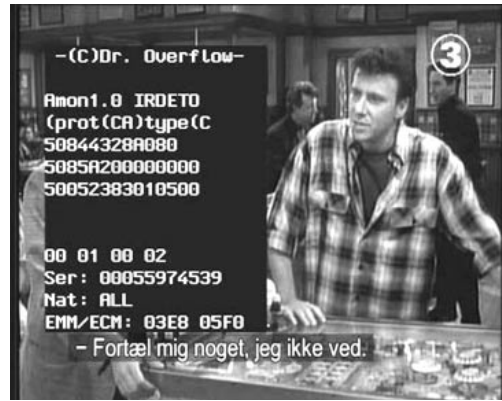 -(C)Dr. Overflow-
3
Amon1.0 IRDETO
(prot(CA)type(C
50844328A080
5085A200000000
50052383010500
00 01 00 02
Ser: 00055974539
Nat: ALL
EMM/ECM: 03E8 05F0
- Fortæl mig noget, jeg ikke ved.